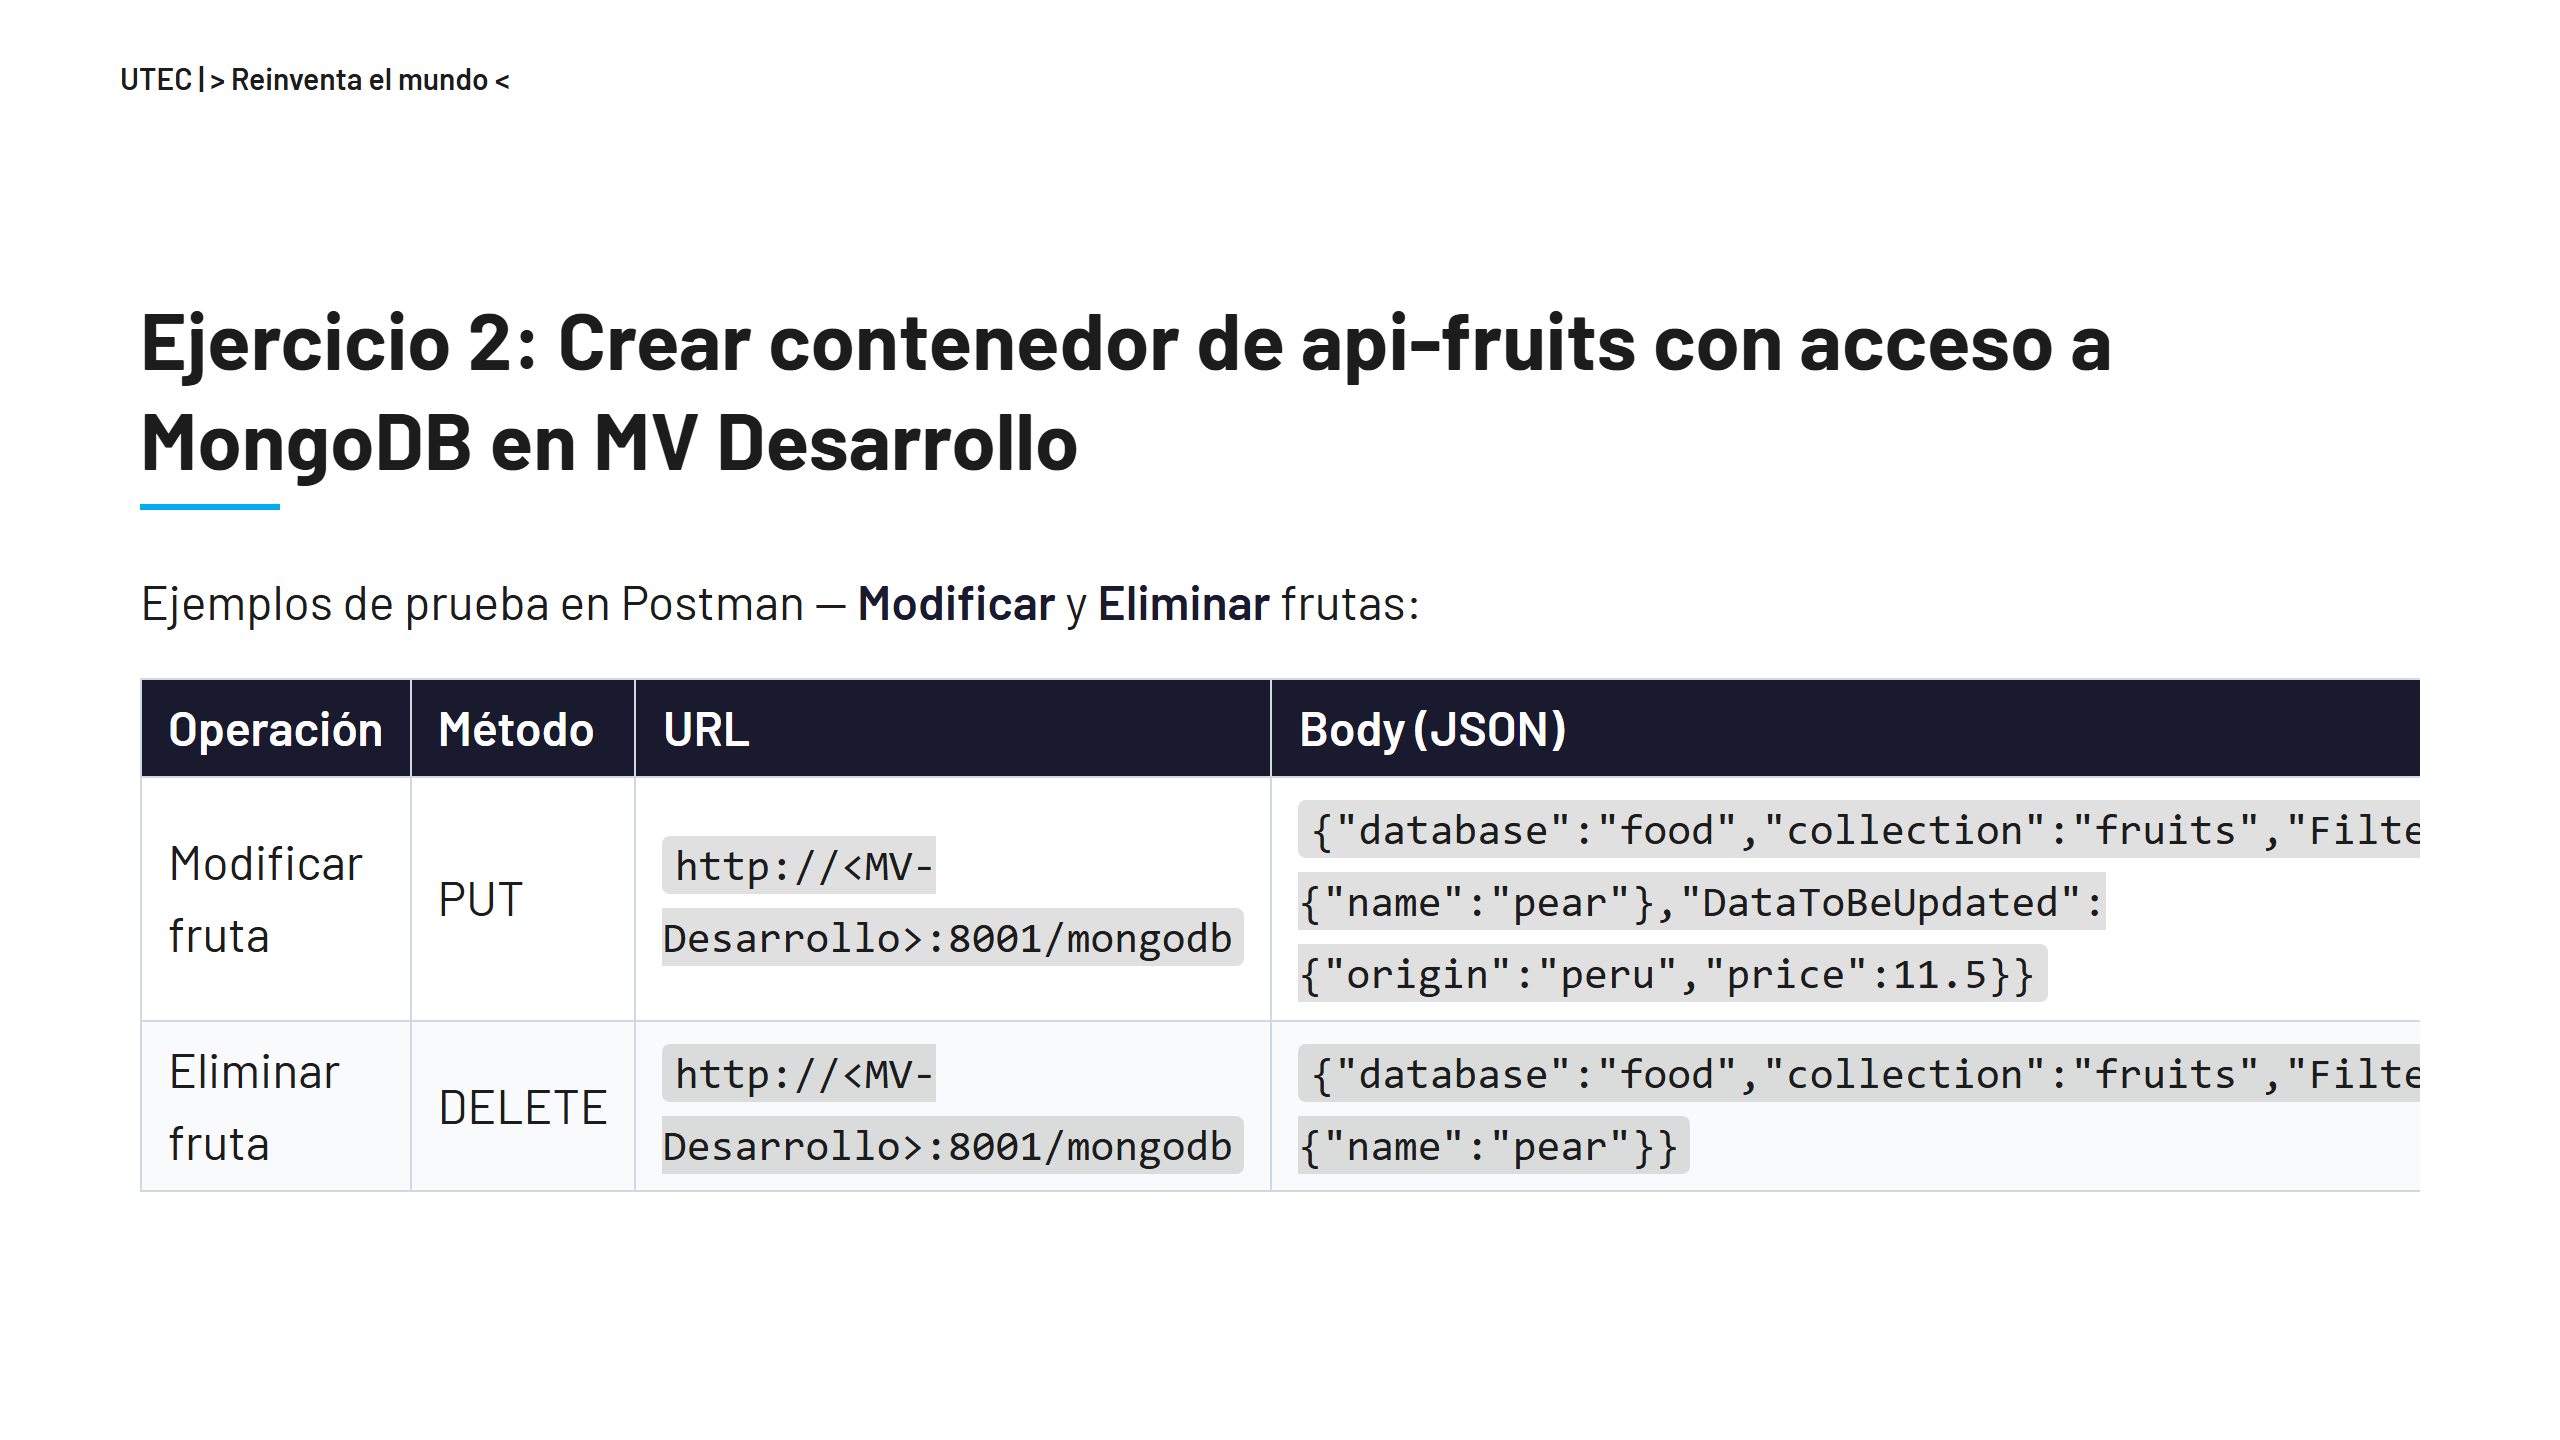 UTEC | > Reinventa el mundo <
Ejercicio 2: Crear contenedor de api-fruits con acceso a
MongoDB en MV Desarrollo
Ejemplos de prueba en Postman — Modificar y Eliminar frutas:
Operación Método URL Body (JSON)
Modificar
fruta
PUT
http://<MV-
Desarrollo>:8001/mongodb
{"database":"food","collection":"fruits","Filte
{"name":"pear"},"DataToBeUpdated":
{"origin":"peru","price":11.5}}
Eliminar
fruta
DELETE
http://<MV-
Desarrollo>:8001/mongodb
{"database":"food","collection":"fruits","Filte
{"name":"pear"}}